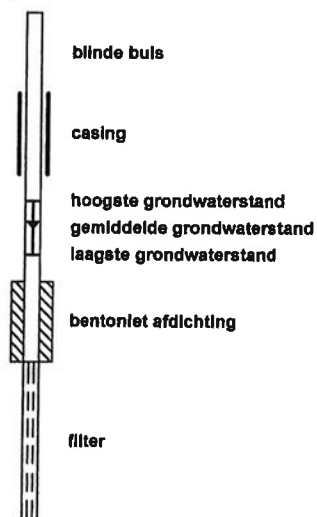 blinde buis
casing
hoogste grondwaterstand
gemiddelde grondwaterstand
laagste grondwaterstand
bentoniet afdichting
filter